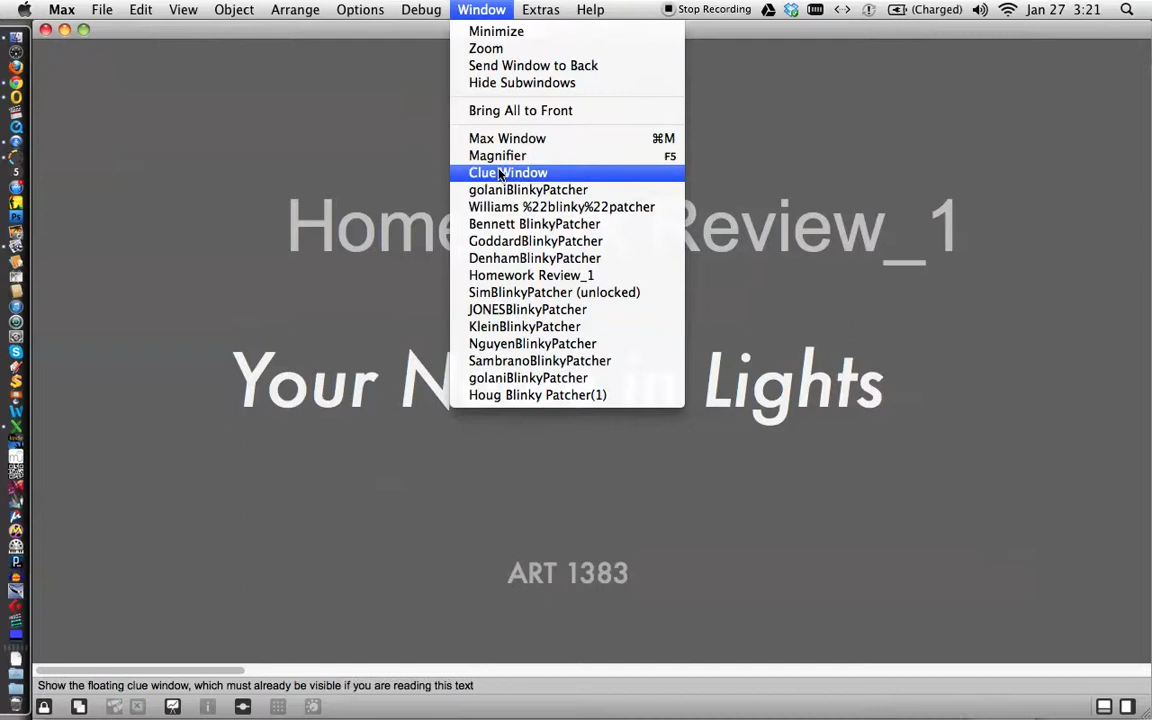 Max File Edit View Object Arrange Options Debug Window Extras Help Stop Recording (Charged) Jan 27 3:21
Minimize
Zoom
Send Window to Back
Hide Subwindows
Bring All to Front
Max Window ⌘M
Magnifier F5
Clue Window
golaniBlinkyPatcher
Williams %22blinky%22patcher
Bennett BlinkyPatcher
GoddardBlinkyPatcher
DenhamBlinkyPatcher
Homework Review_1
SimBlinkyPatcher (unlocked)
JONESBlinkyPatcher
KleinBlinkyPatcher
NguyenBlinkyPatcher
SambranoBlinkyPatcher
golaniBlinkyPatcher
Houg Blinky Patcher(1)
Home Review_1
Your N in Lights
ART 1383
Show the floating clue window, which must already be visible if you are reading this text